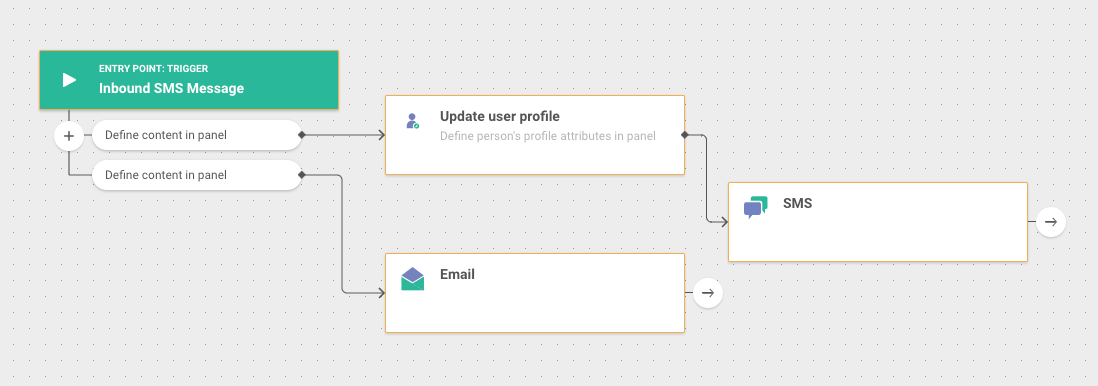 ENTRY POINT: TRIGGER
Inbound SMS Message
Define content in panel
Define content in panel
Update user profile
Define person's profile attributes in panel
Email
SMS